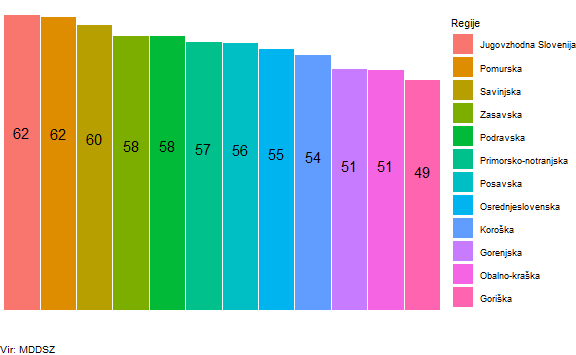 62 62 60 58 58 57 56 55 54 51 51 49
Regije
Jugovzhodna Slovenija
Pomurska
Savinjska
Zasavska
Podravska
Primorsko-notranjska
Posavska
Osrednjeslovenska
Koroška
Gorenjska
Obalno-kraška
Goriška
Vir: MDDSZ